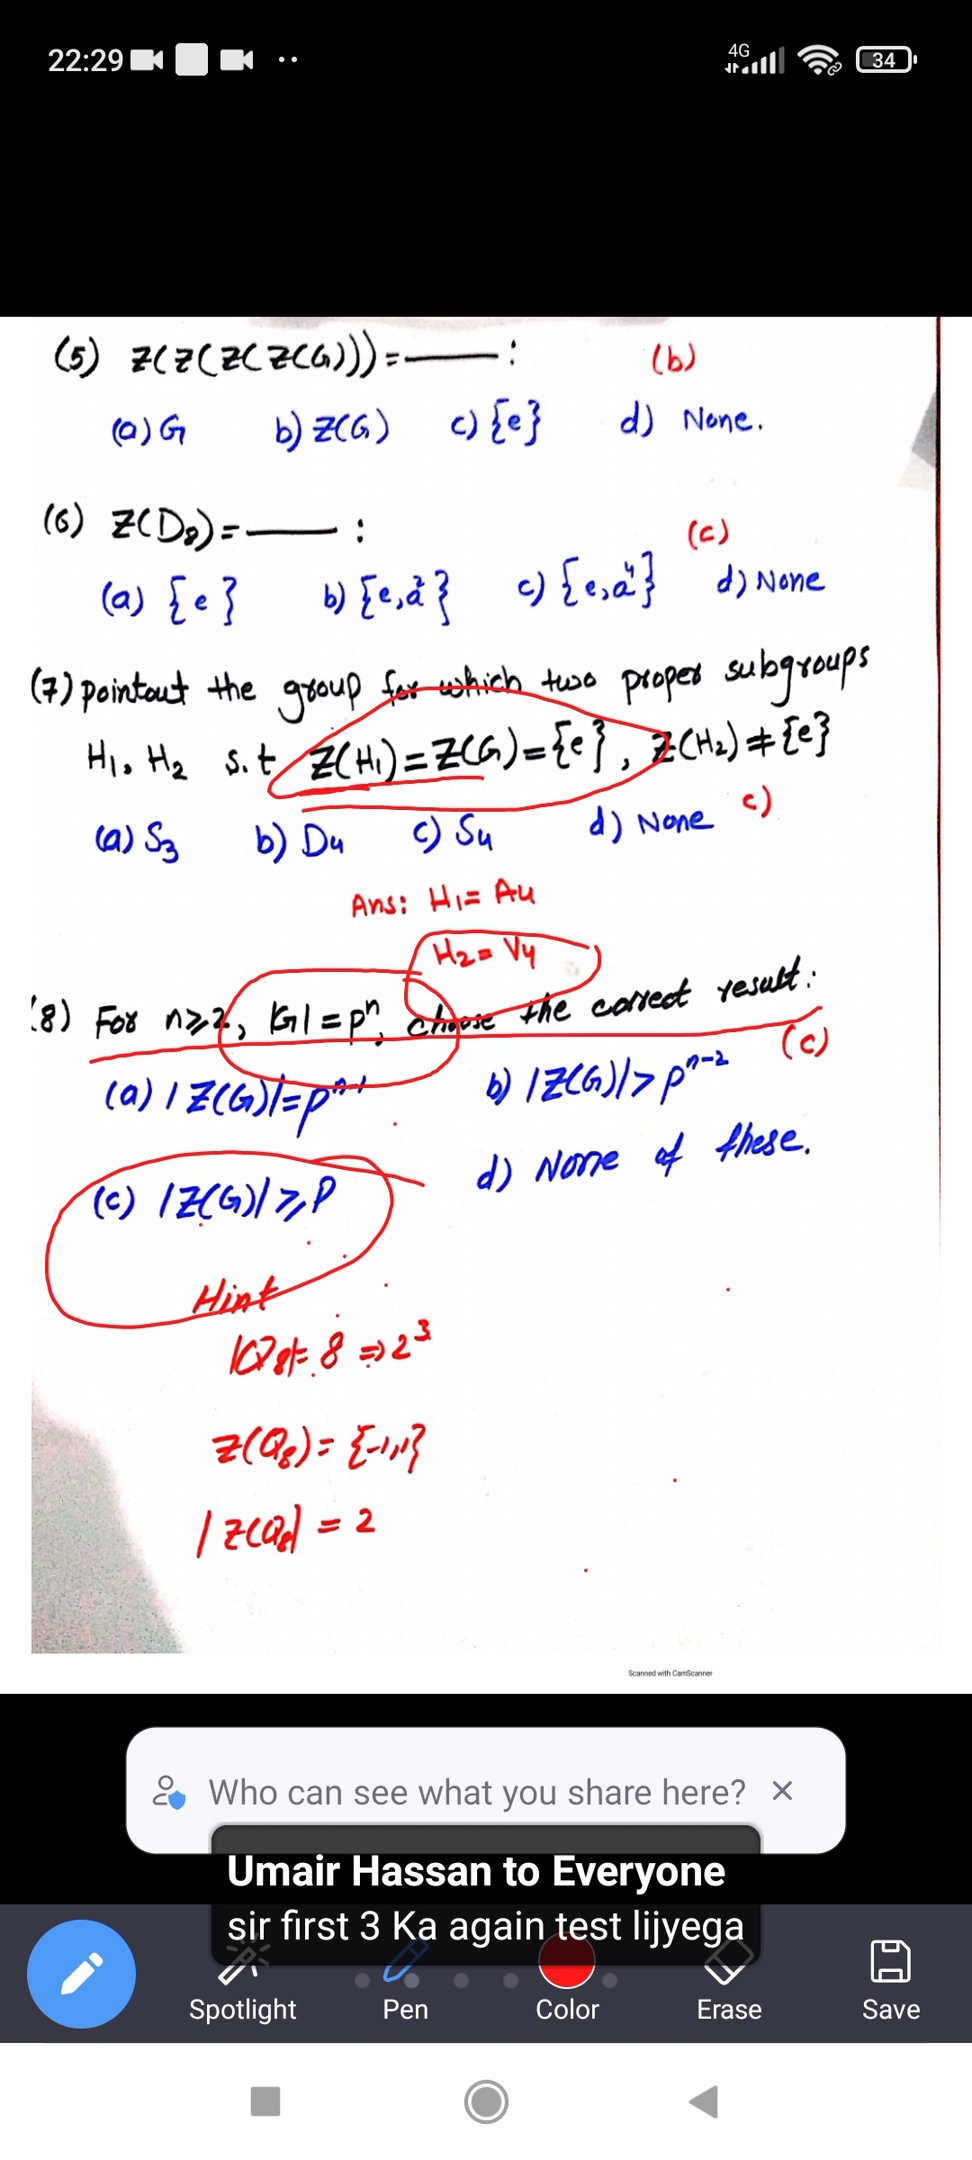 22:29
4G
34
(5) Z(Z(Z(Z(G)))=——— : (b)
(a) G b) Z(G) c) {e} d) None.
(6) Z(D8)=——— : (c)
(a) {e} b) {e,a²} c) {e,a⁴} d) None
(7) pointout the group for which two proper subgroups
H₁, H₂ s.t Z(H₁)=Z(G)={e}, Z(H₂)≠{e}
(a) S₃ b) D₄ c) S₄ d) None c)
Ans: H₁= A₄
H₂= V₄
(8) For n≥2, |G|=pⁿ, choose the correct result:
(c)
(a) |Z(G)|=pⁿ⁻¹ b) |Z(G)|>pⁿ⁻²
(c) |Z(G)|≥p d) None of these.
Hint
|Q8|= 8 ⇒2³
Z(Q8)= {-1,1}
|Z(Q8| = 2
Scanned with CamScanner
Who can see what you share here? ×
Umair Hassan to Everyone
sir first 3 Ka again test lijyega
Spotlight Pen Color Erase Save